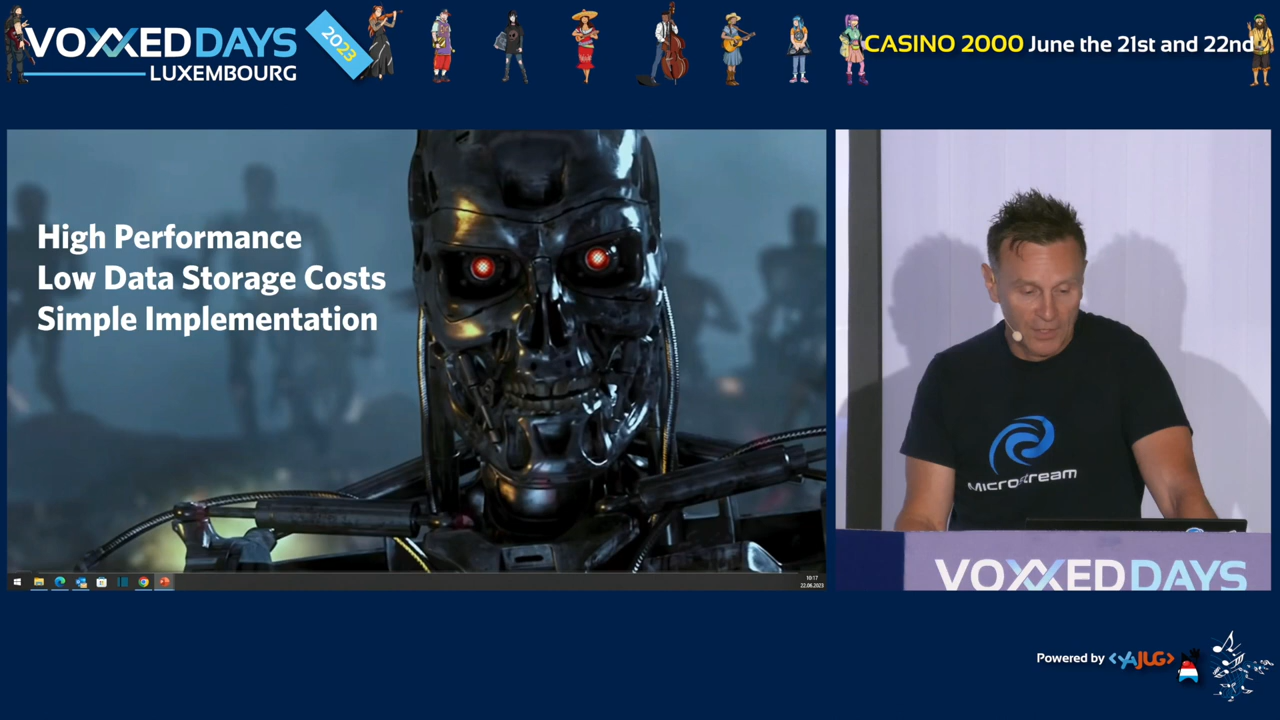 VOXXED DAYS
LUXEMBOURG
2023
CASINO 2000 June the 21st and 22nd
High Performance
Low Data Storage Costs
Simple Implementation
MicroStream
10:17
22.06.2023
VOXXED DAYS
Powered by <YAJUG>